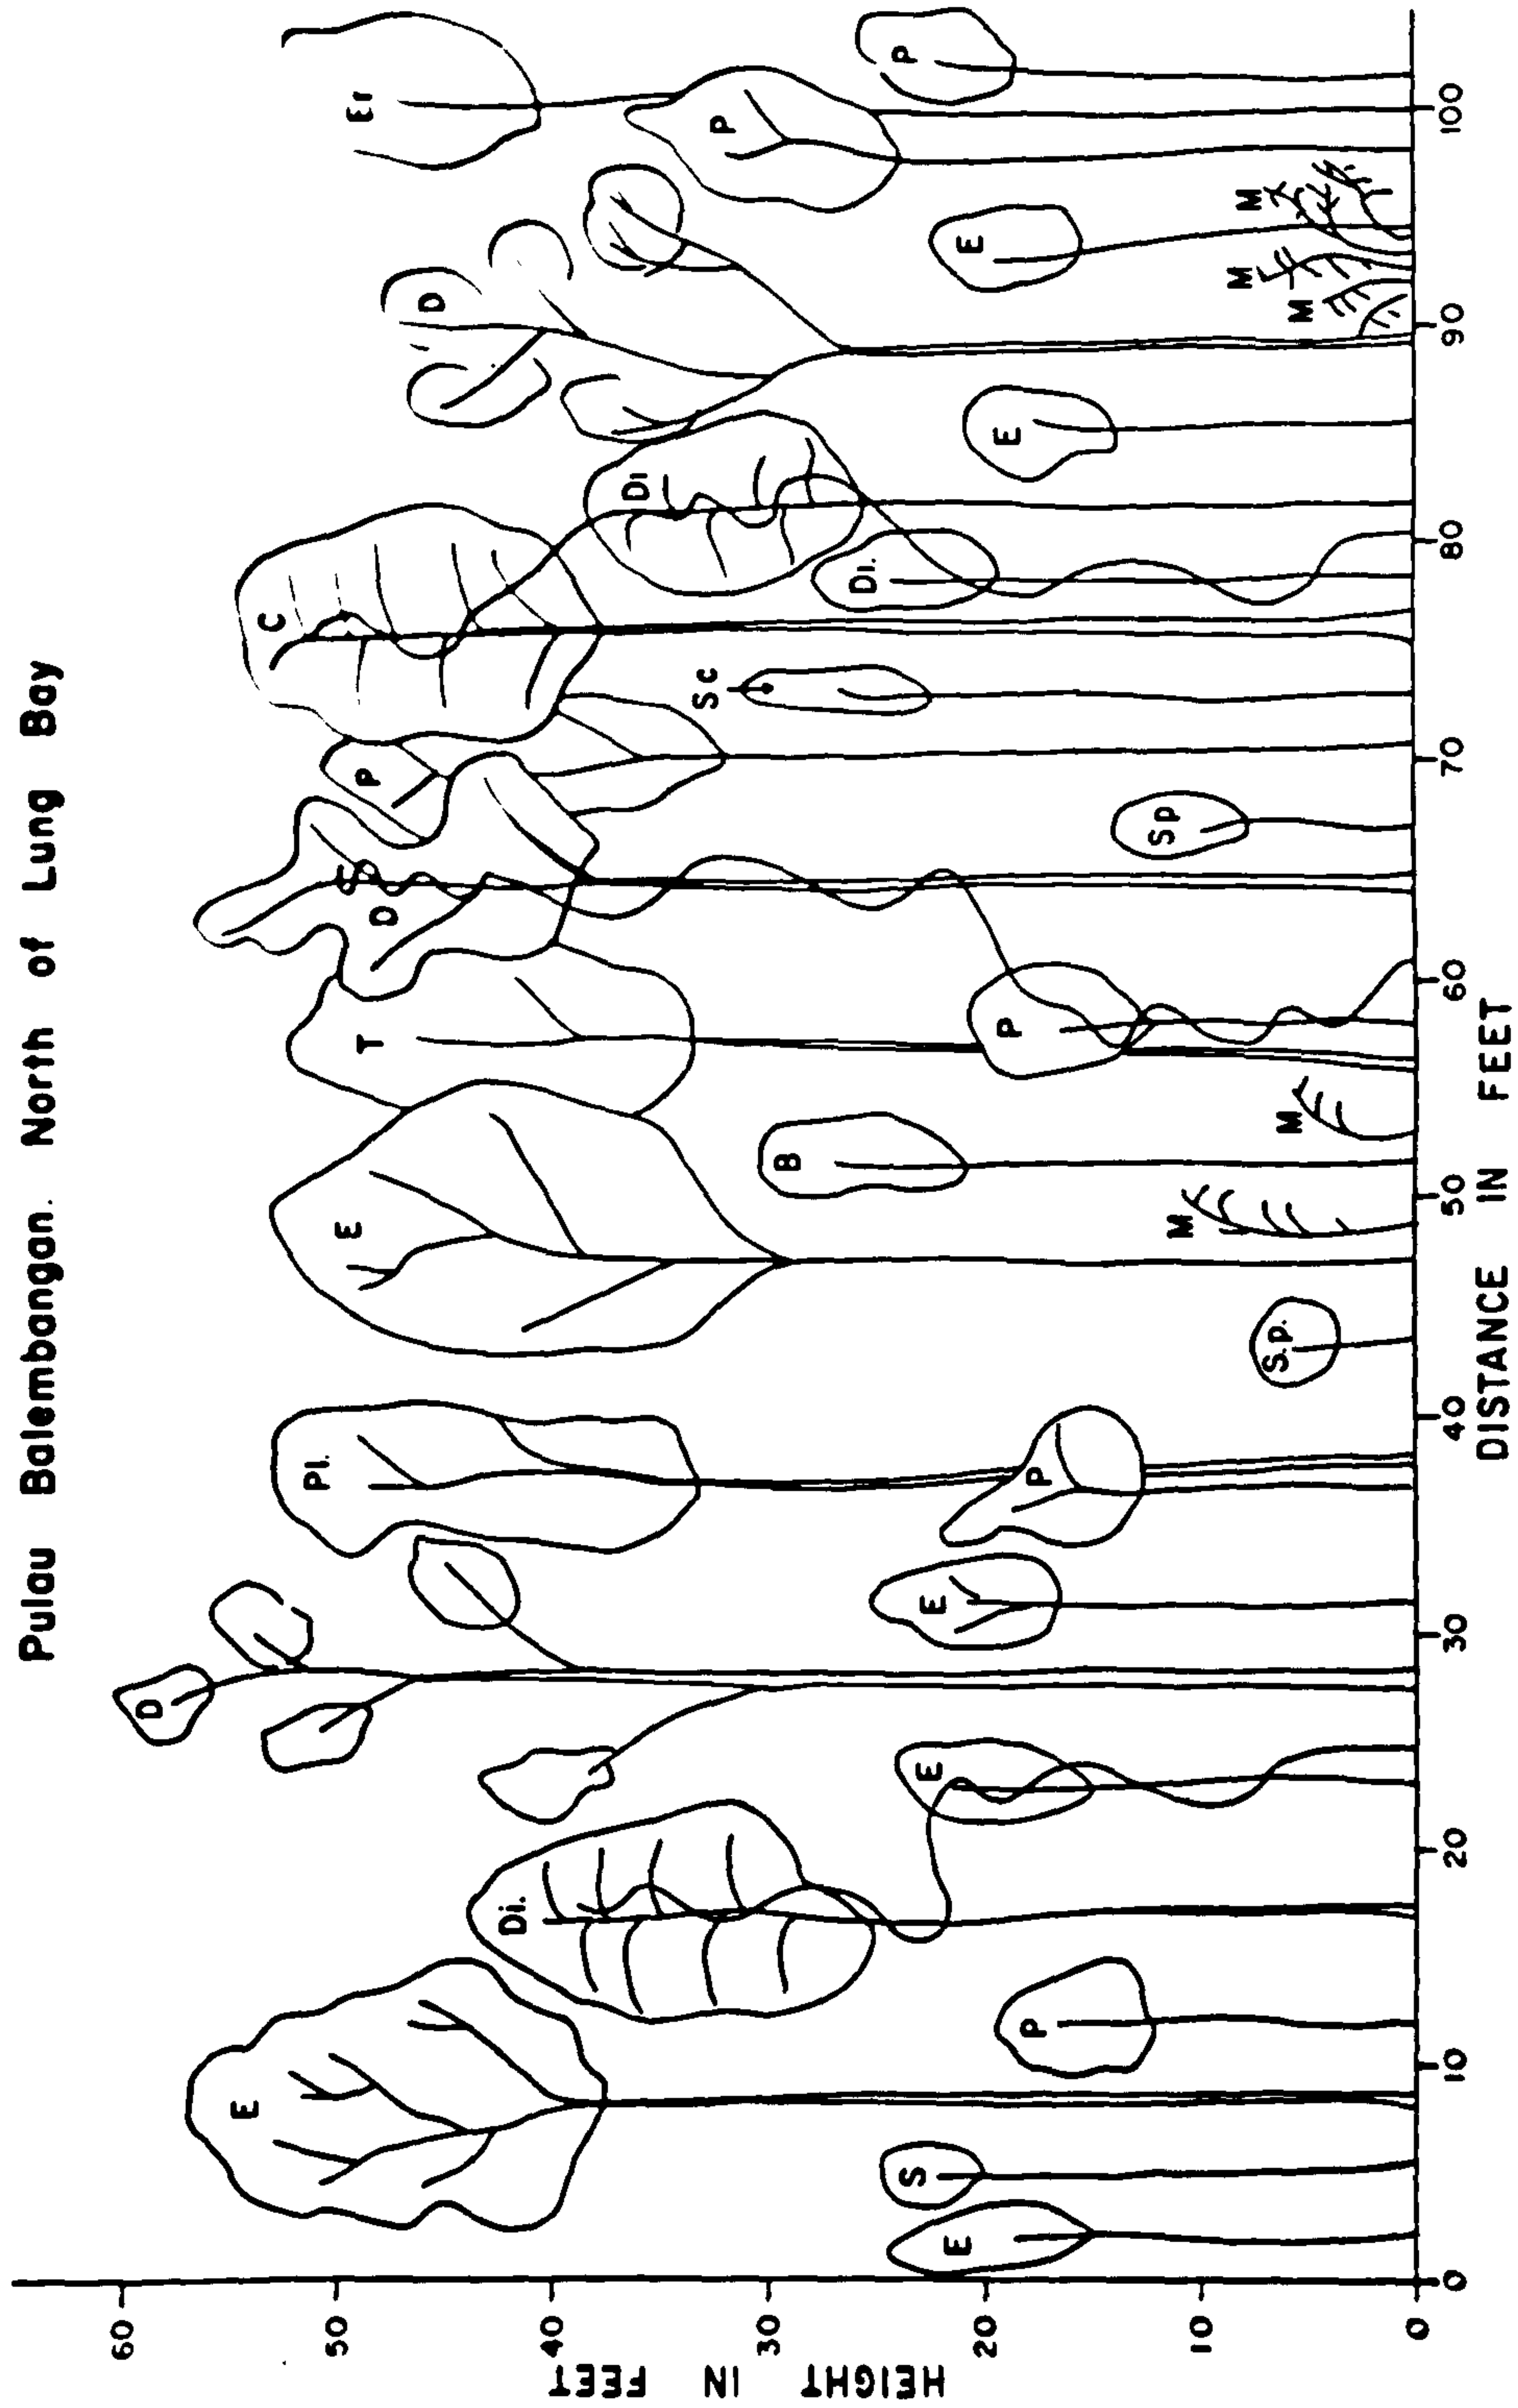 Pulau Balembangan. North of Lung Bay
HEIGHT IN FEET
60
50
40
30
20
10
0
E
S
E
P
Di.
E
D
E
Pl.
P
S.p.
E
M
B
M
T
P
D
Sp
P
Sc
C
Di.
Di
E
D
M
M
E
M
P
Er
P
0 10 20 30 40 50 60 70 80 90 100
DISTANCE IN FEET